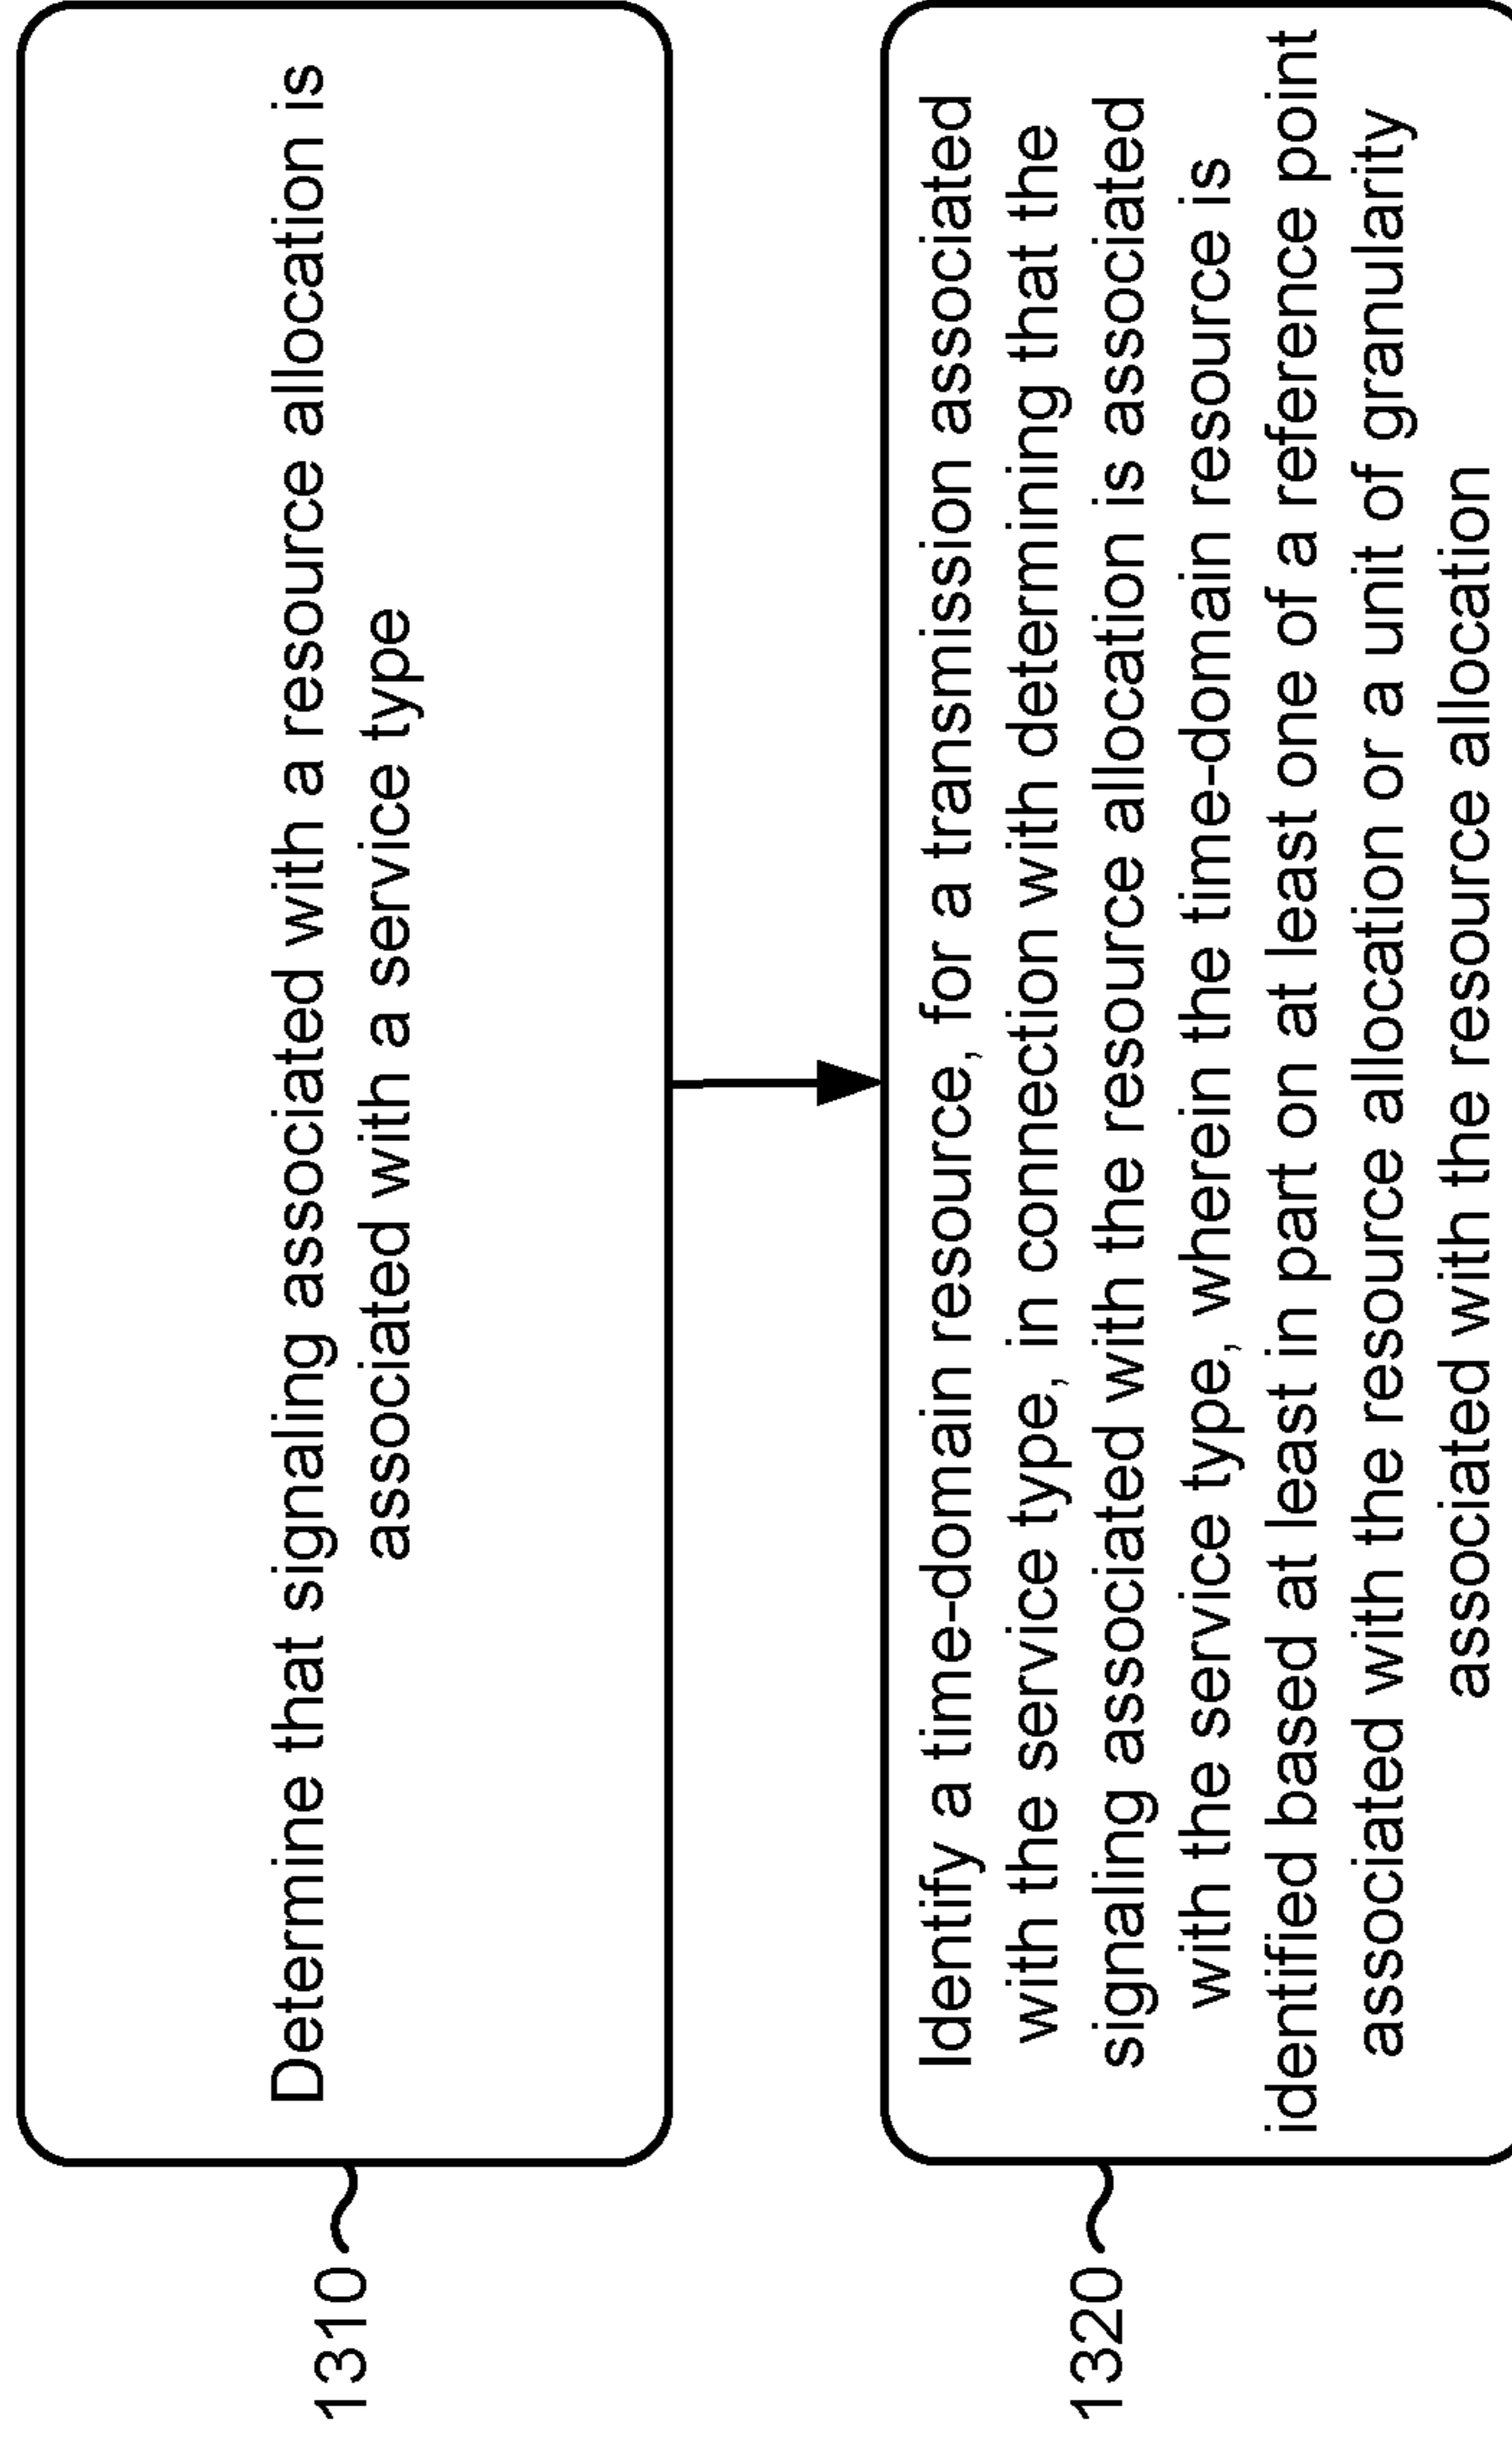 1310
Determine that signaling associated with a resource allocation is
associated with a service type
1320
Identify a time-domain resource, for a transmission associated
with the service type, in connection with determining that the
signaling associated with the resource allocation is associated
with the service type, wherein the time-domain resource is
identified based at least in part on at least one of a reference point
associated with the resource allocation or a unit of granularity
associated with the resource allocation